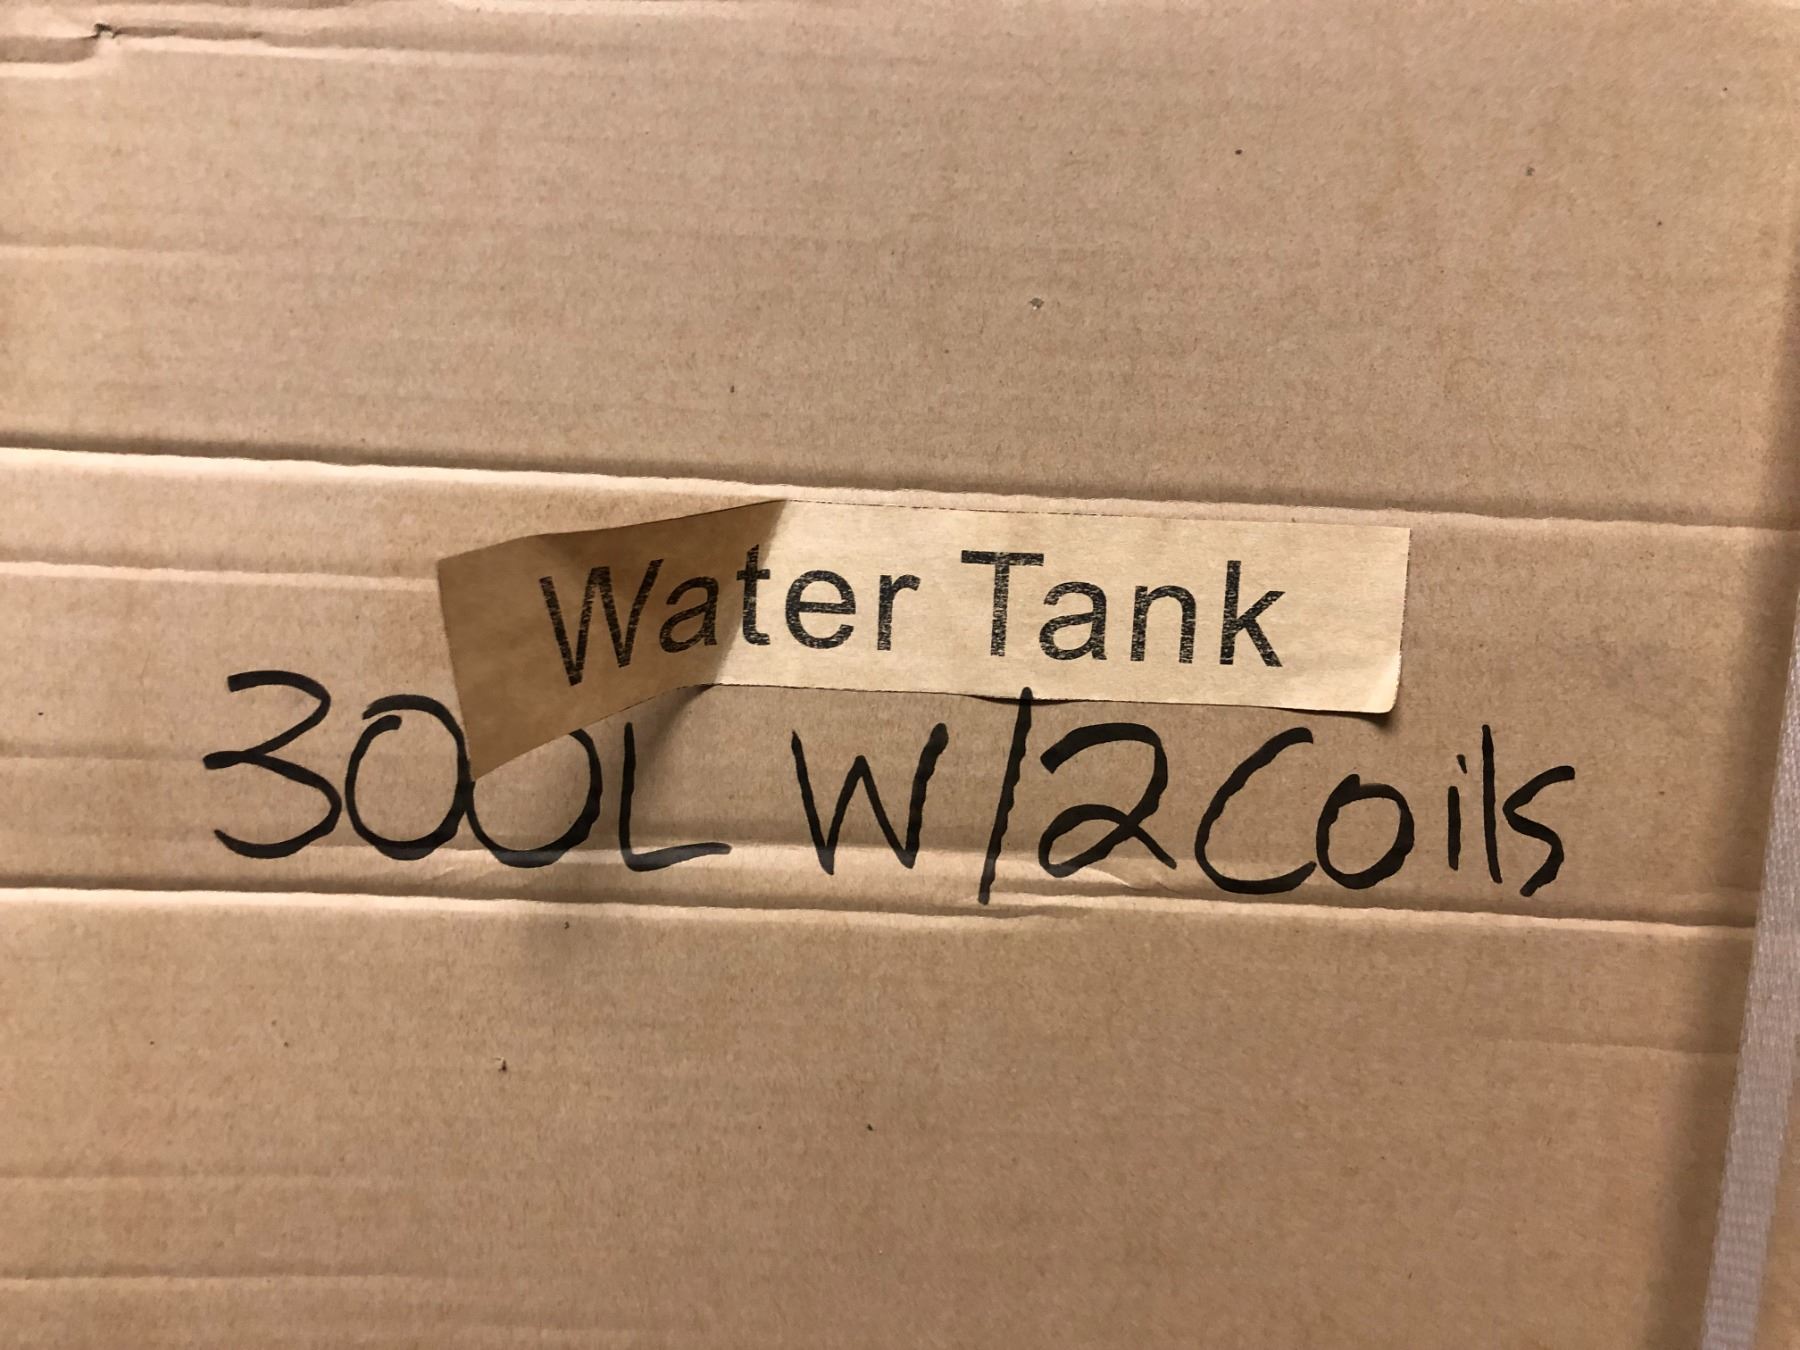 Water Tank
300L W/2Coils